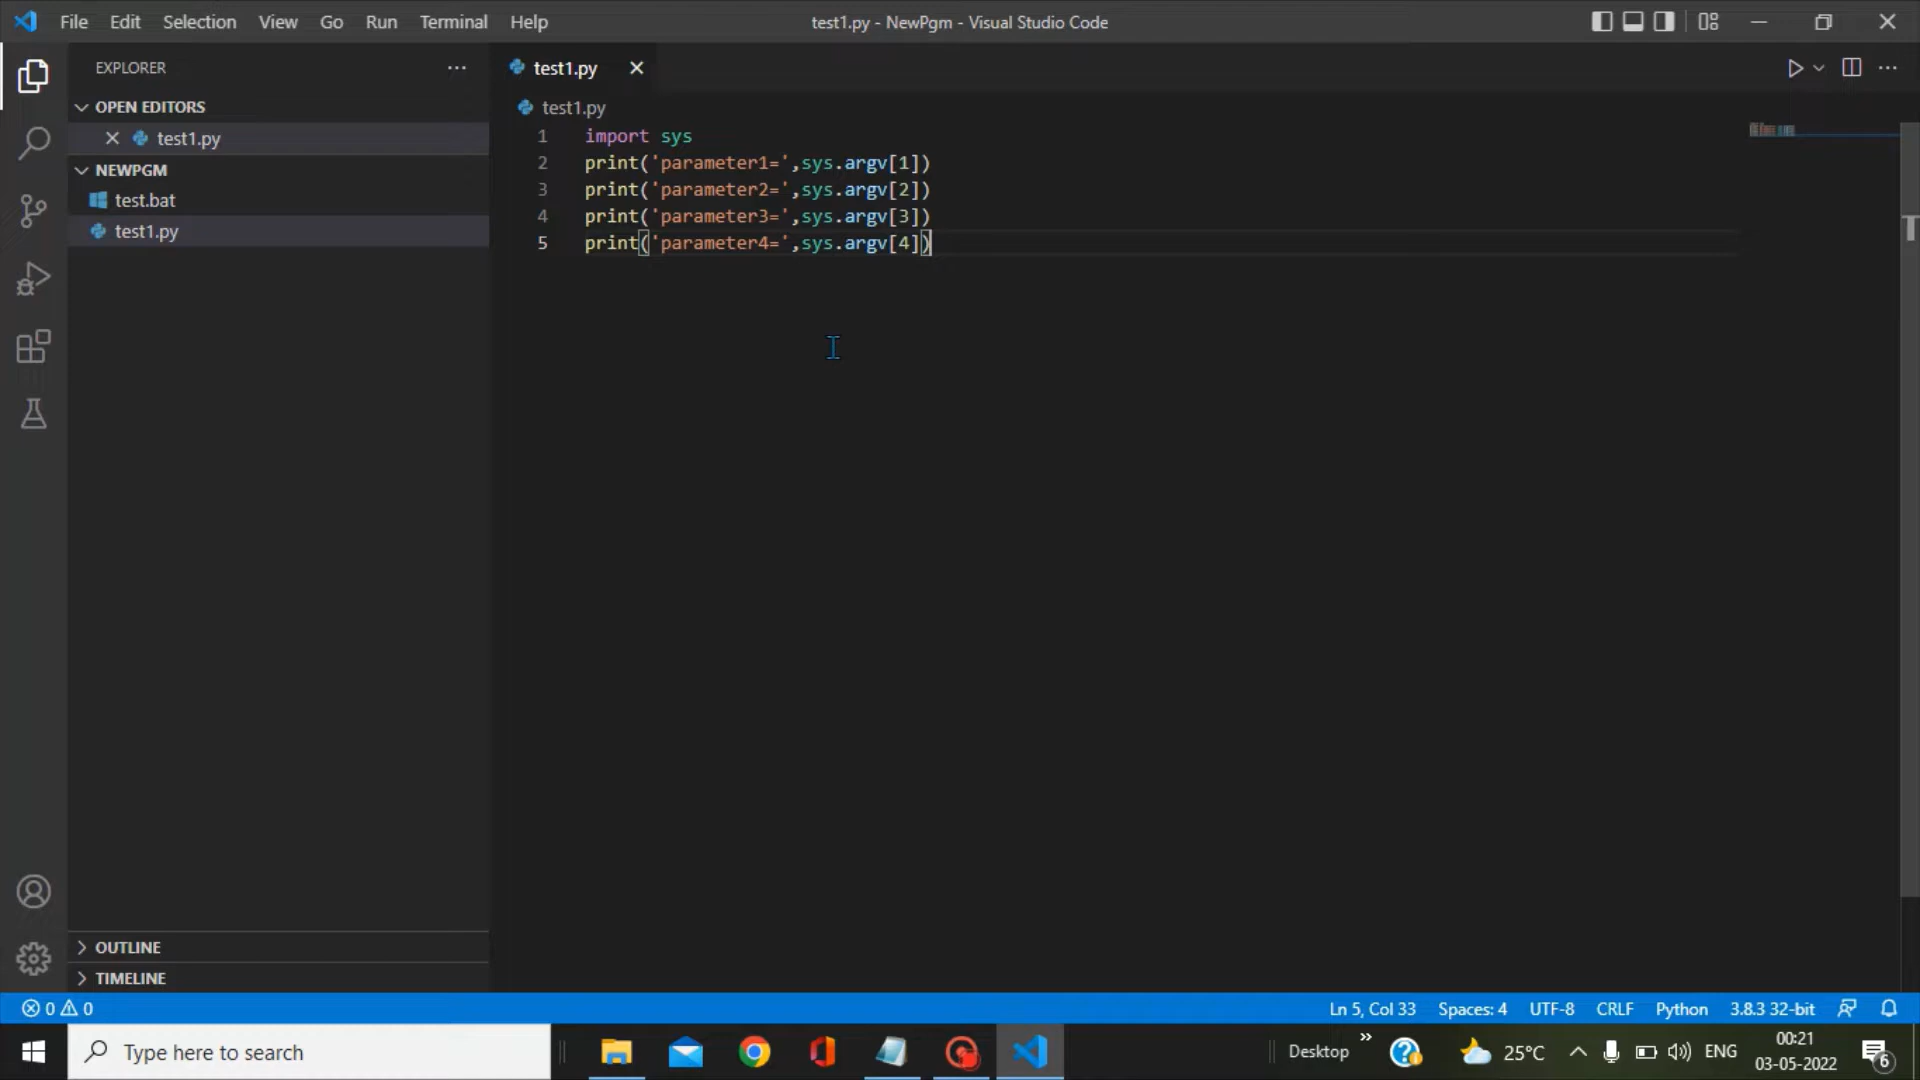 File Edit Selection View Go Run Terminal Help
test1.py - NewPgm - Visual Studio Code
EXPLORER
OPEN EDITORS
test1.py
NEWPGM
test.bat
test1.py
OUTLINE
TIMELINE
test1.py
test1.py
1 import sys
2 print('parameter1=',sys.argv[1])
3 print('parameter2=',sys.argv[2])
4 print('parameter3=',sys.argv[3])
5 print('parameter4=',sys.argv[4])
0 0
Ln 5, Col 33 Spaces: 4 UTF-8 CRLF Python 3.8.3 32-bit
Type here to search
Desktop
25°C
ENG
00:21
03-05-2022
6